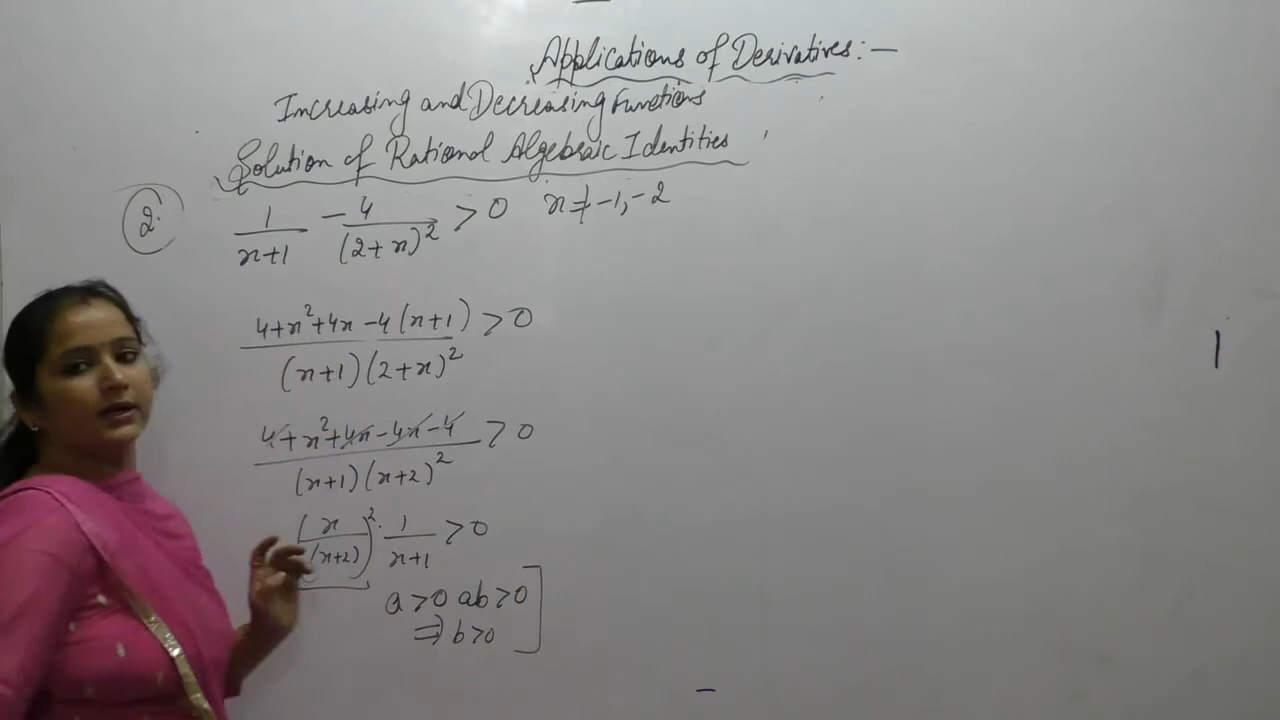 Applications of Derivatives:-
Increasing and Decreasing Functions
Solution of Rational Algebraic Identities
2. 1/(x+1) - 4/(2+x)² > 0 x ≠ -1, -2
(4+x²+4x-4(x+1))/((x+1)(2+x)²) > 0
(4+x²+4x-4x-4)/((x+1)(x+2)²) > 0
(x/(x+2))² · 1/(x+1) > 0
a > 0 ab > 0
⇒ b > 0